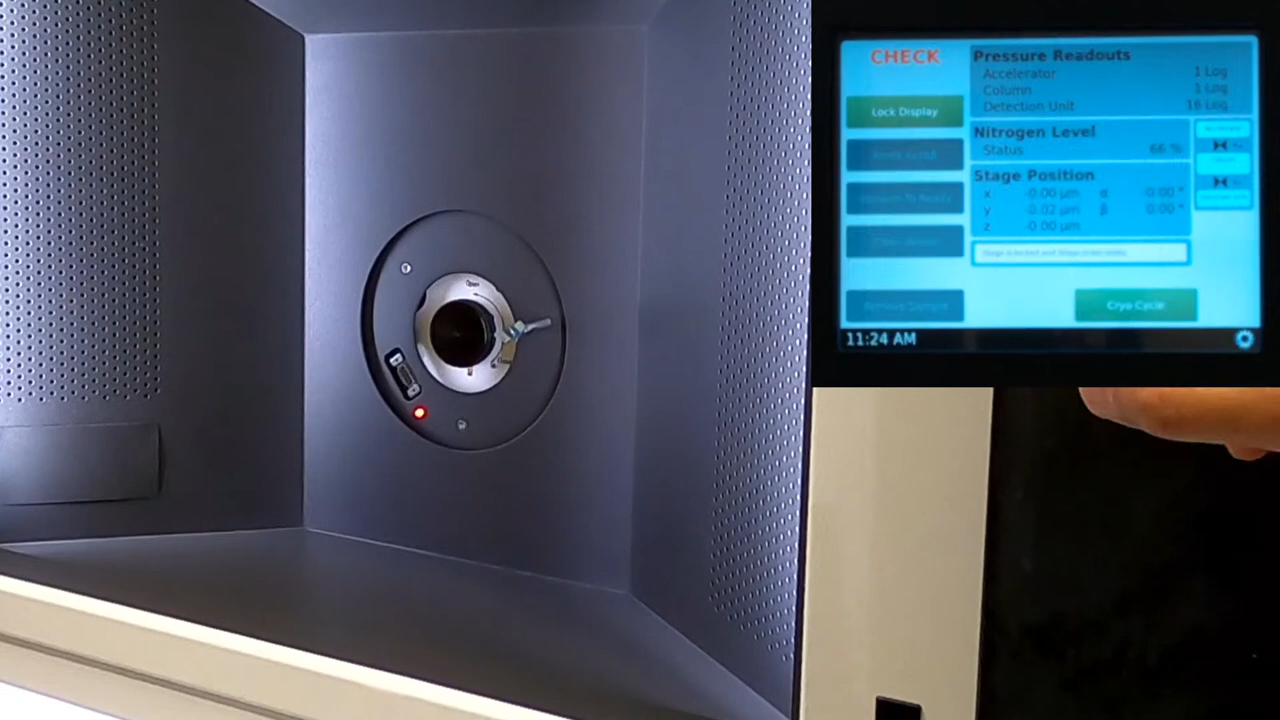 CHECK
Lock Display
Pressure Readouts
Accelerator 1 Log
Column 1 Log
Detection Unit 16 Log
Nitrogen Level
Status 66 %
Stage Position
x -0.00 µm α -0.00 °
y -0.02 µm β 0.00 °
z -0.00 µm
Cryo Cycle
11:24 AM
Open